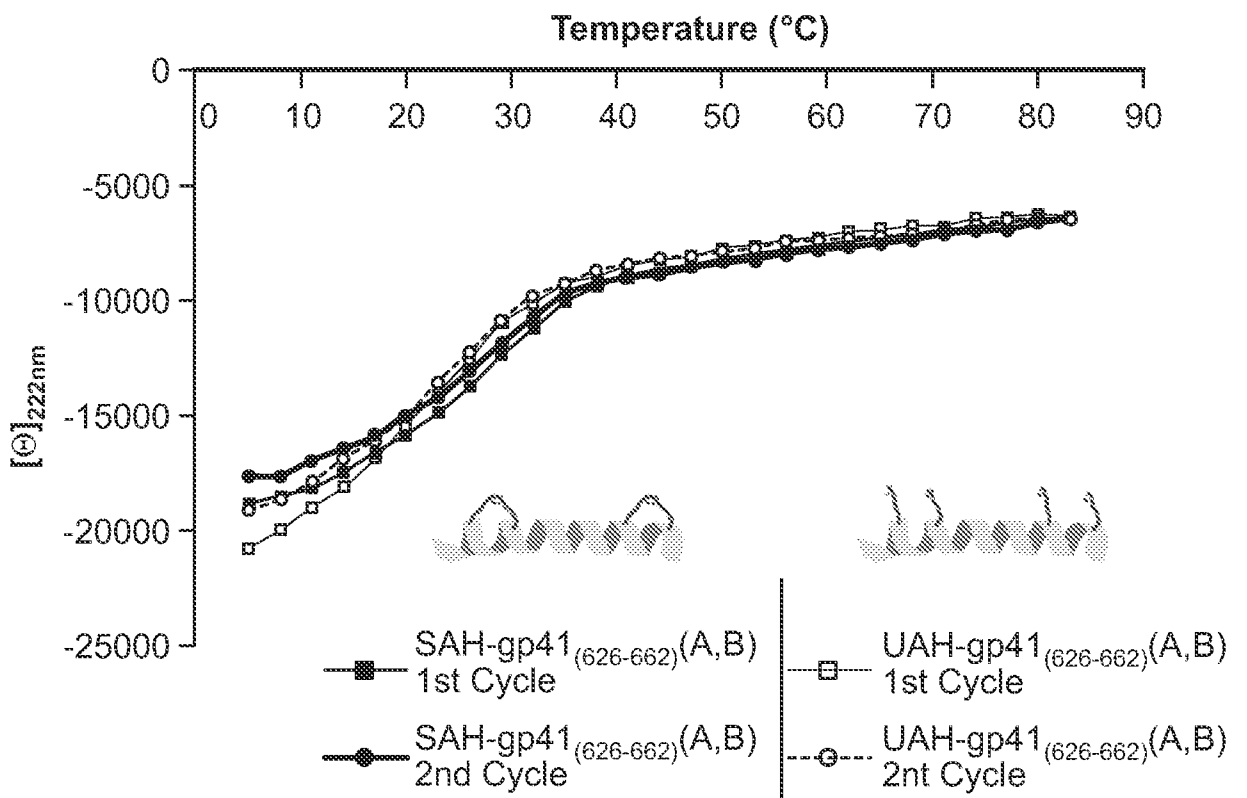 Temperature (°C)
0
0 10 20 30 40 50 60 70 80 90
-5000
-10000
-15000
-20000
-25000
[Θ]222nm
SAH-gp41(626-662)(A,B)
1st Cycle
SAH-gp41(626-662)(A,B)
2nd Cycle
UAH-gp41(626-662)(A,B)
1st Cycle
UAH-gp41(626-662)(A,B)
2nt Cycle